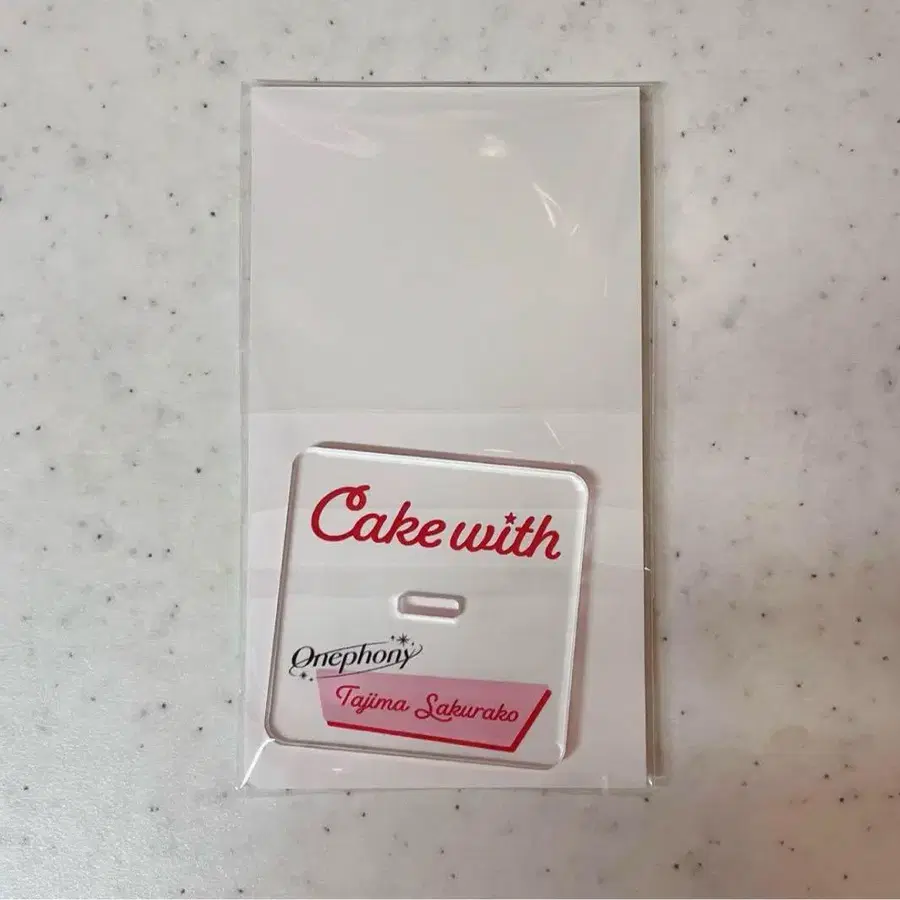 Cake with
Onephony
Tajima Sakurako